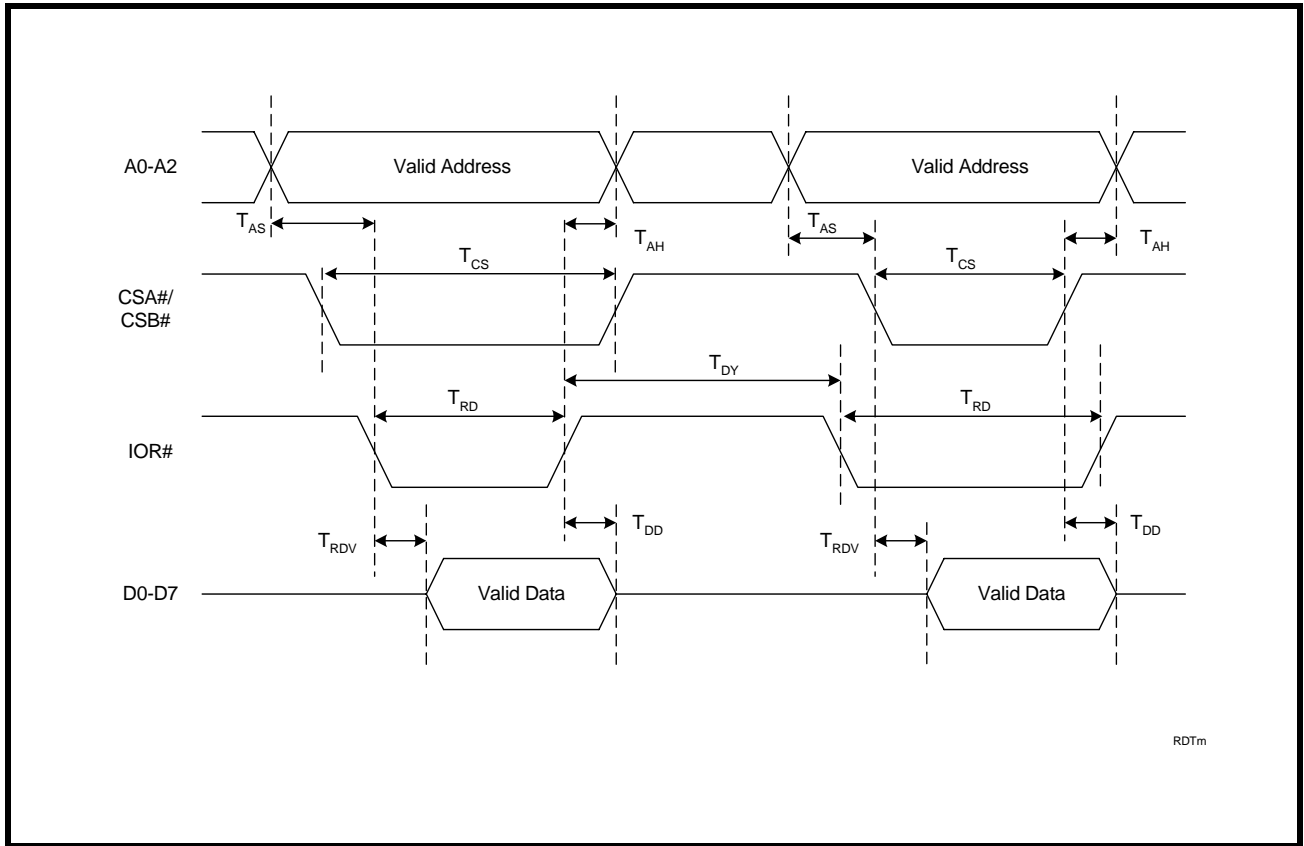 A0-A2
Valid Address
Valid Address
TAS
TAH
TAS
TAH
TCS
TCS
CSA#/
CSB#
TDY
TRD
TRD
IOR#
TRDV
TDD
TRDV
TDD
D0-D7
Valid Data
Valid Data
RDTm